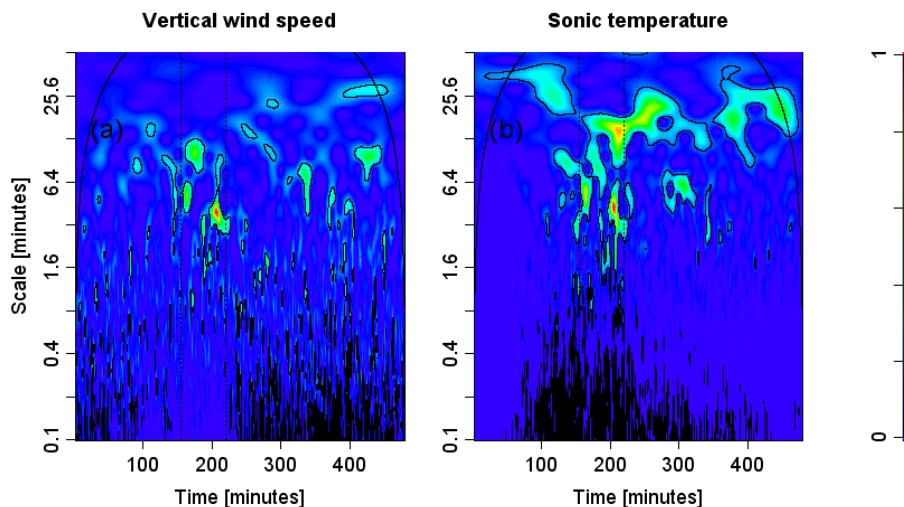 Vertical wind speed
Sonic temperature
Scale [minutes]
25.6
6.4
1.6
0.4
0.1
(a)
100
200
300
400
Time [minutes]
25.6
6.4
1.6
0.4
0.1
(b)
100
200
300
400
Time [minutes]
1
0